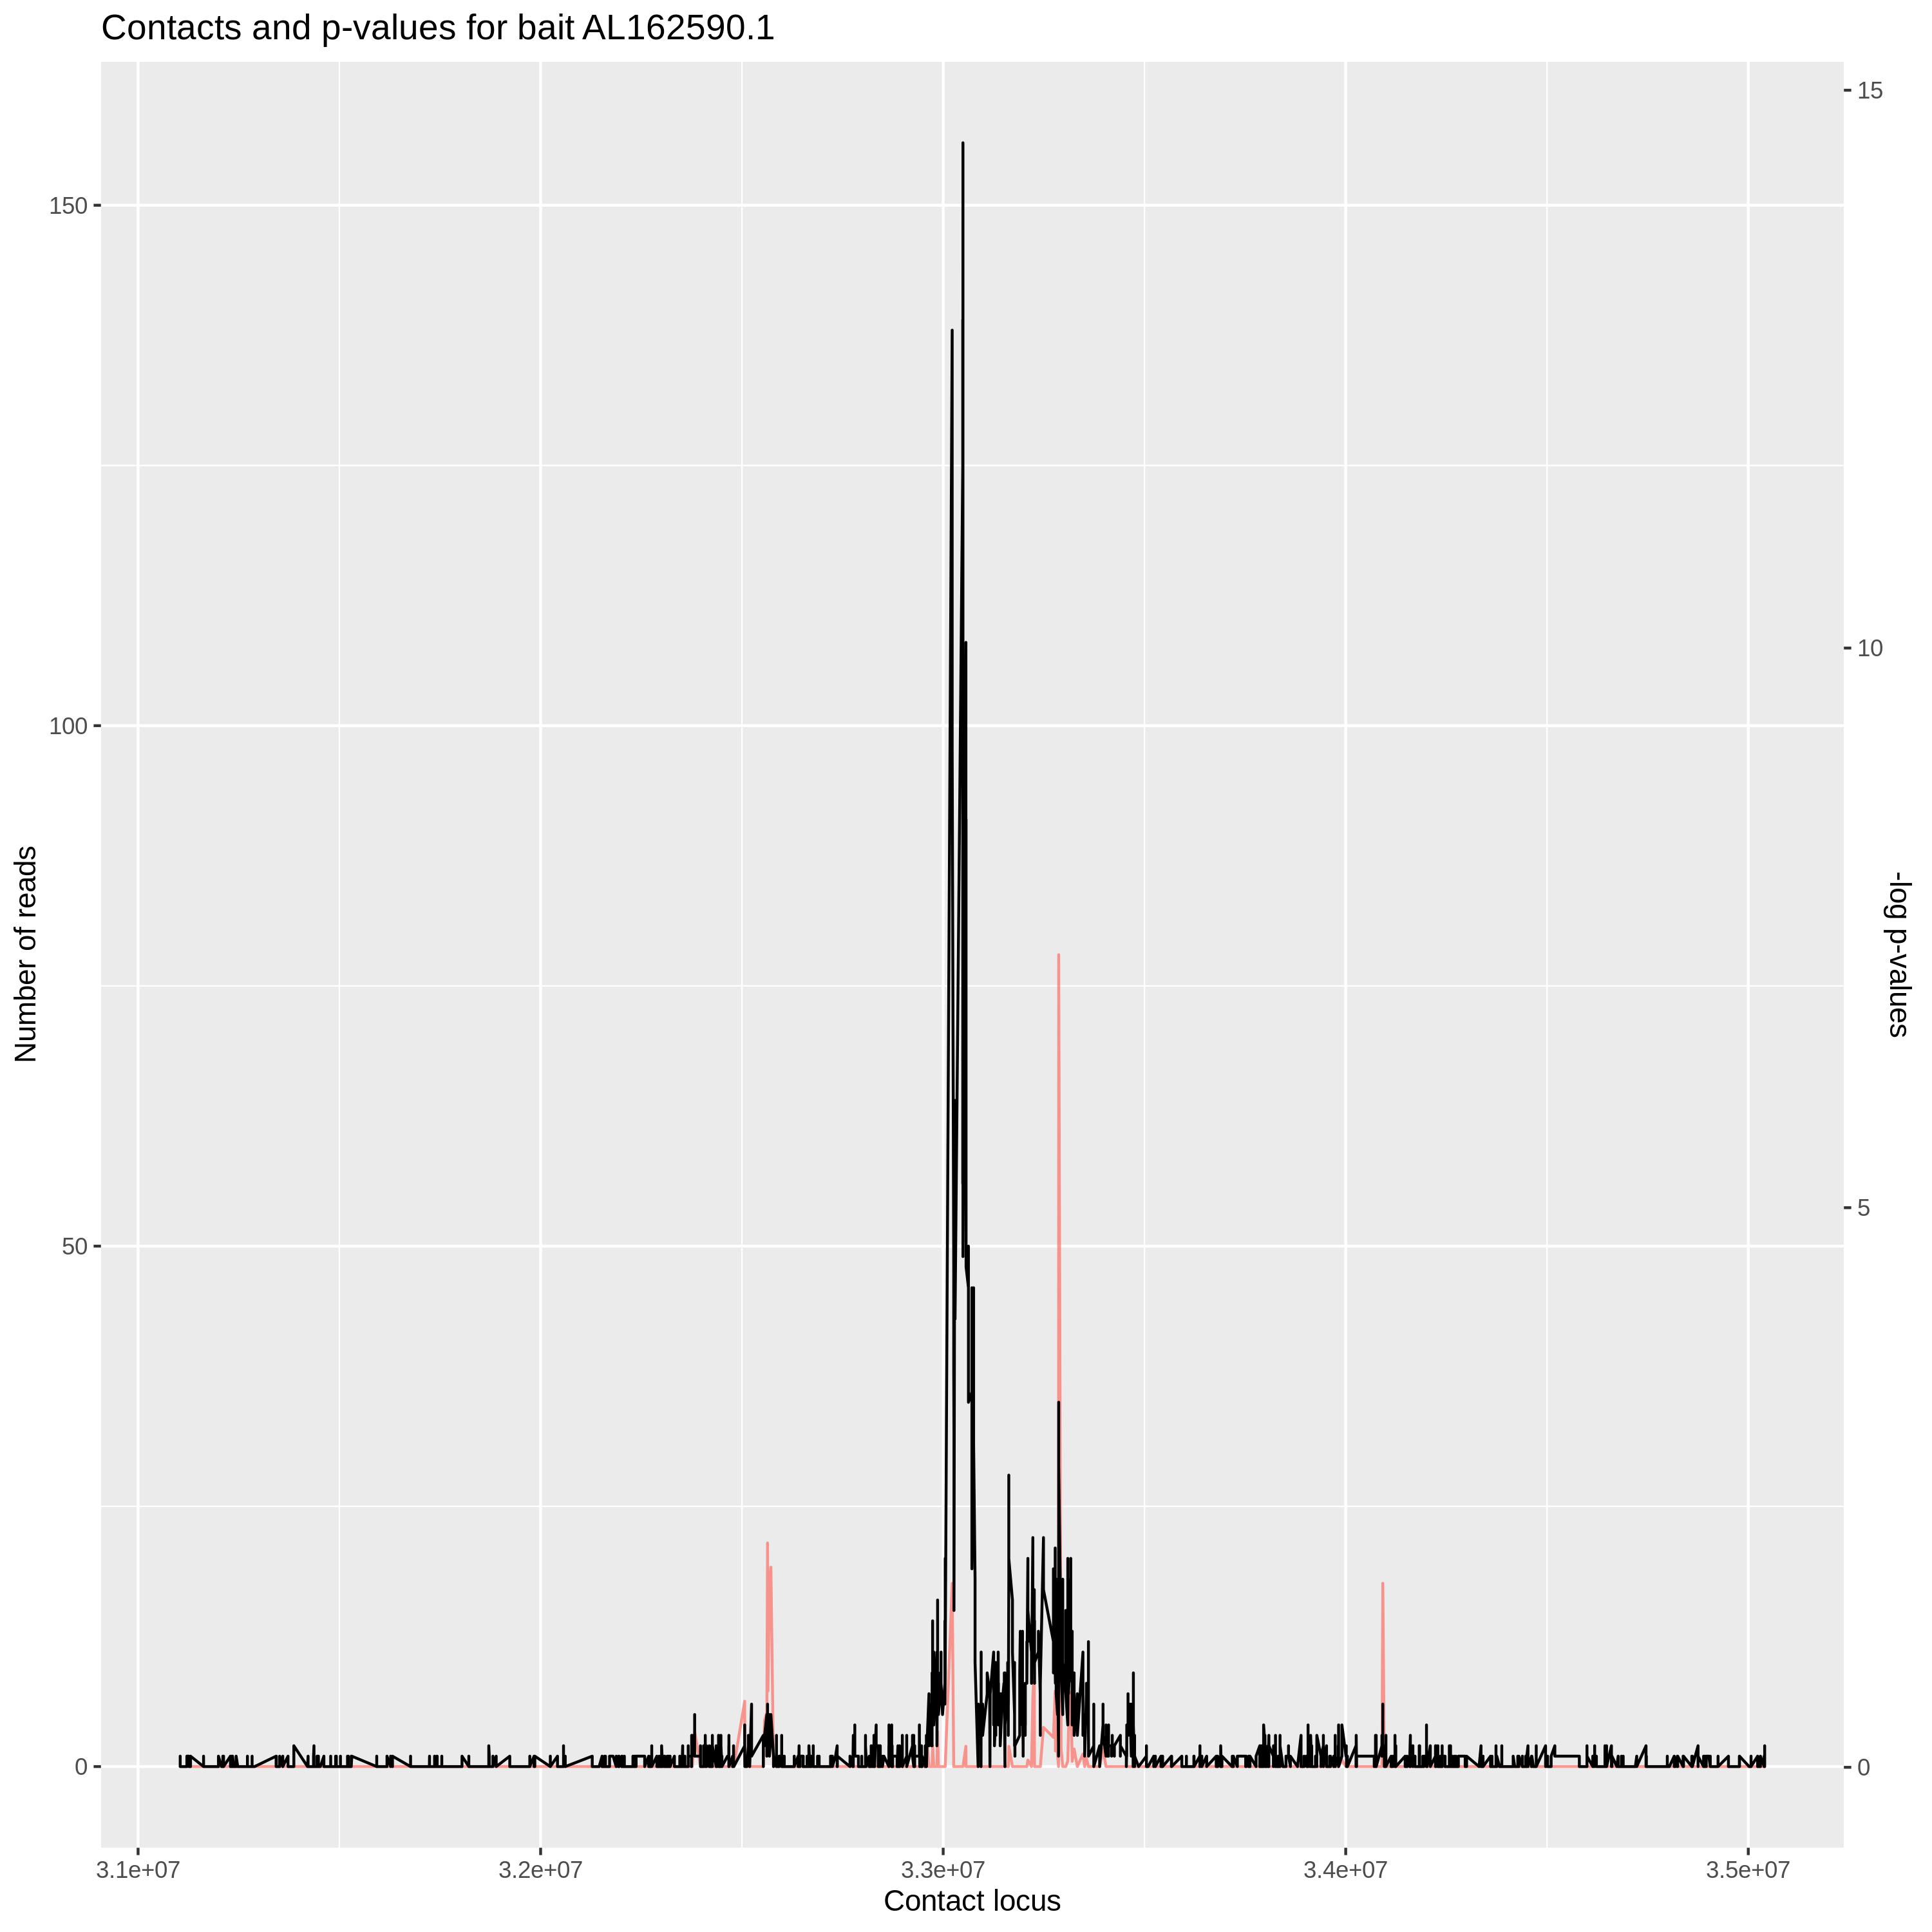 Contacts and p-values for bait AL162590.1
15
150
10
100
Number of reads
-log p-values
5
50
0
0
3.1e+07
3.2e+07
3.3e+07
3.4e+07
3.5e+07
Contact locus